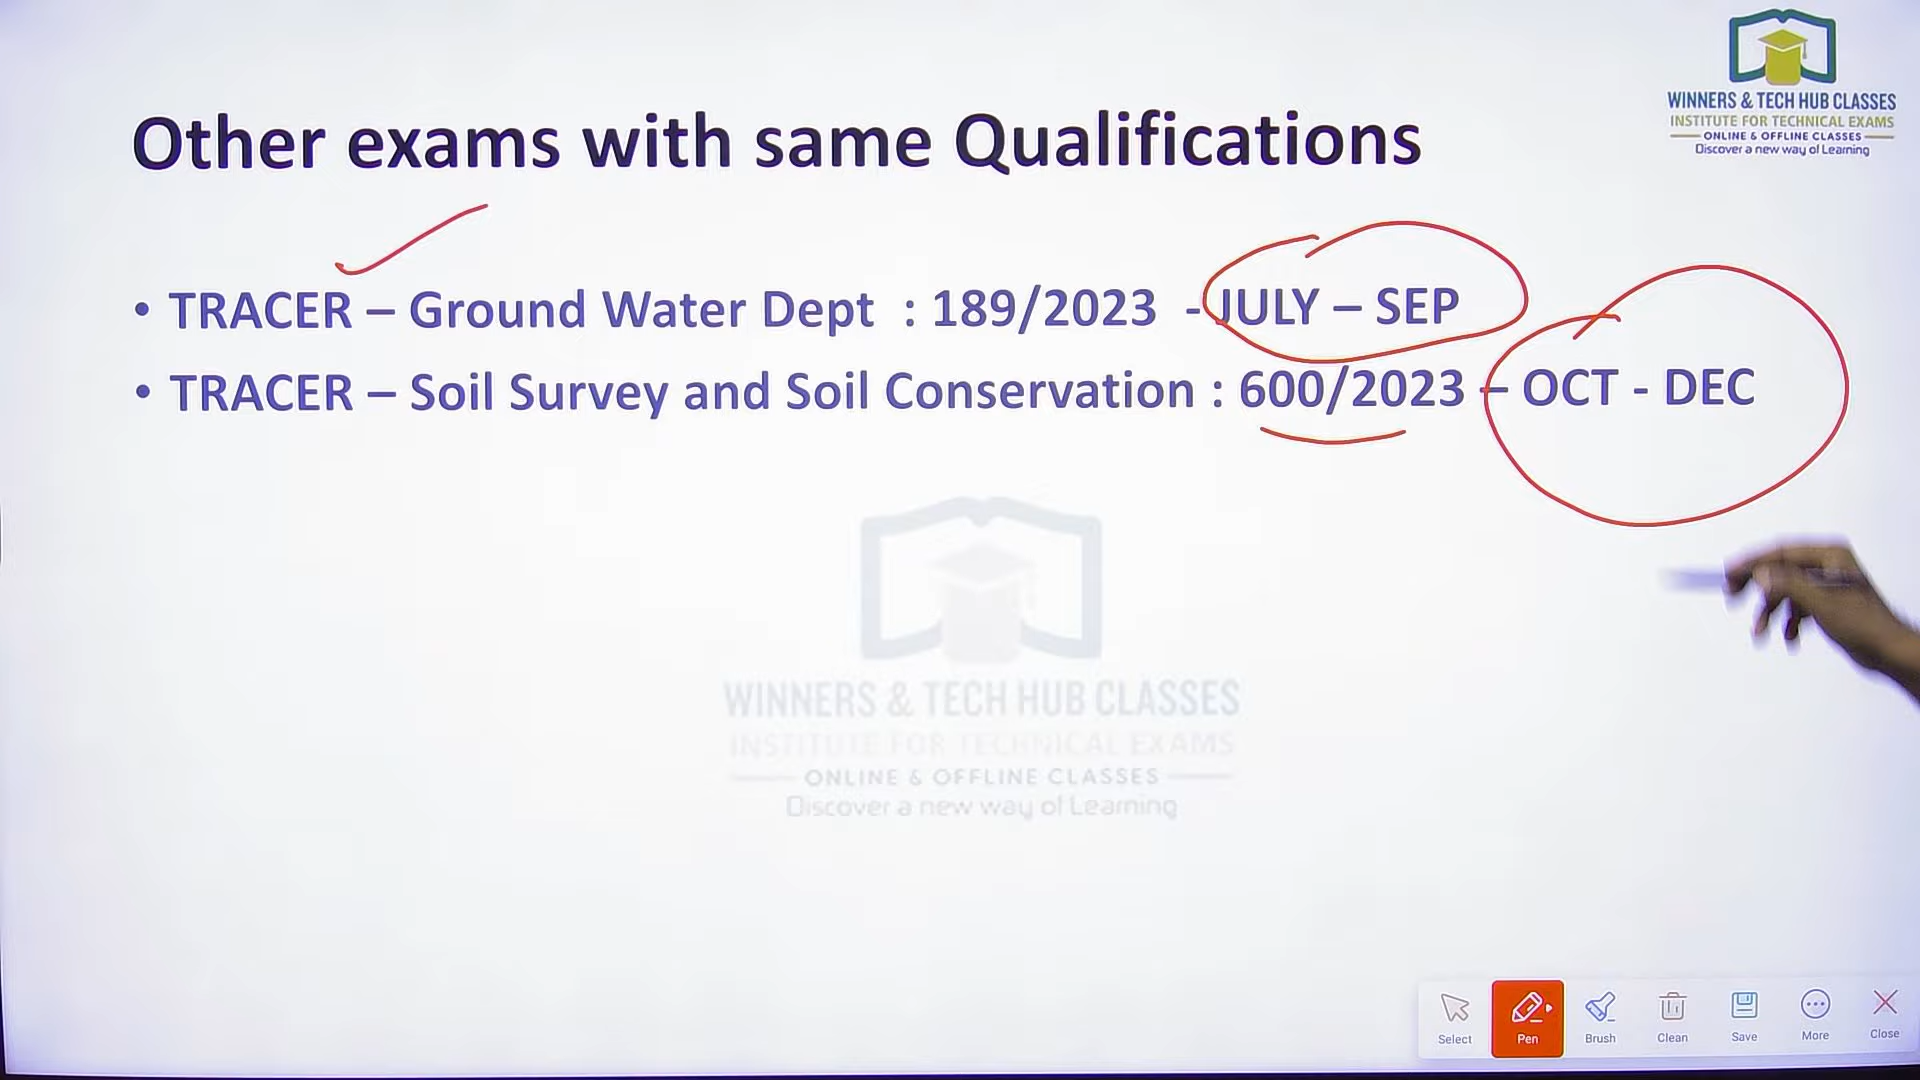 WINNERS & TECH HUB CLASSES
INSTITUTE FOR TECHNICAL EXAMS
ONLINE & OFFLINE CLASSES
Discover a new way of Learning
Other exams with same Qualifications
• TRACER – Ground Water Dept : 189/2023 - JULY – SEP
• TRACER – Soil Survey and Soil Conservation : 600/2023 – OCT - DEC
WINNERS & TECH HUB CLASSES
INSTITUTE FOR TECHNICAL EXAMS
ONLINE & OFFLINE CLASSES
Discover a new way of Learning
Select Pen Brush Clean Save More Close